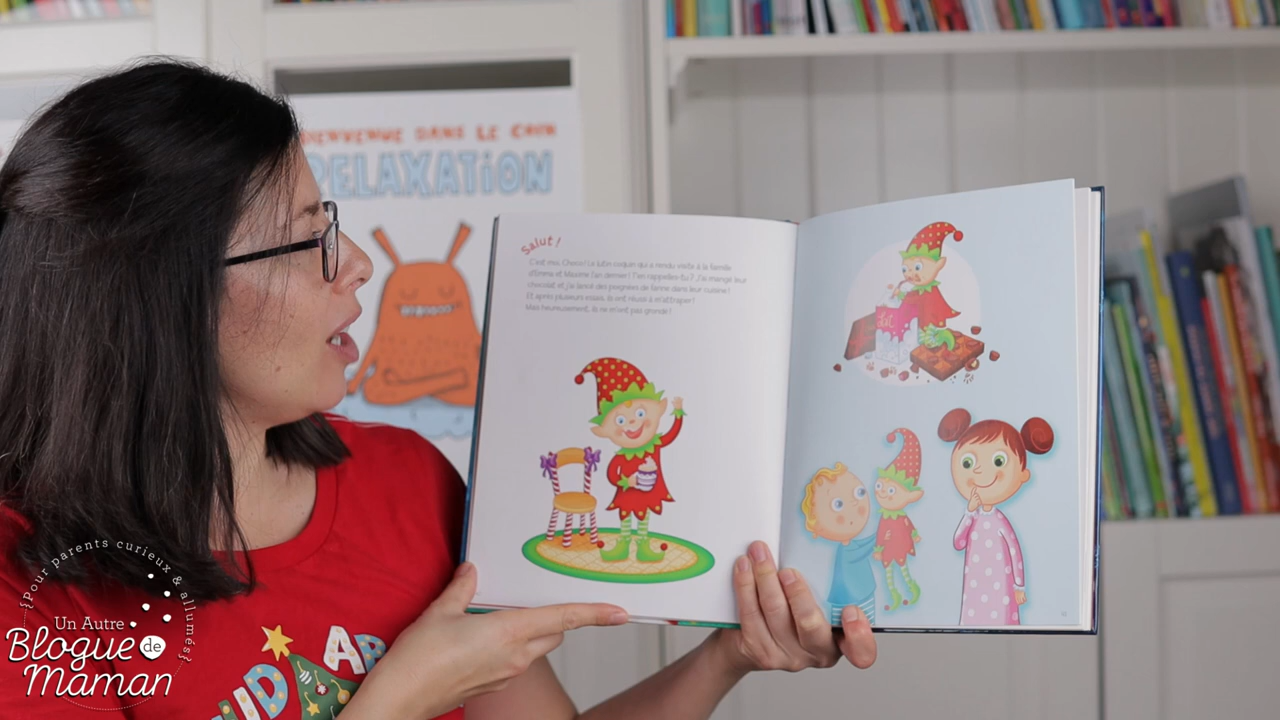 BIENVENUE DANS LE COIN
RELAXATION
Salut !
C'est moi, Choco ! Le lutin coquin qui a rendu visite à la famille
d'Emma et Maxime l'an dernier ! T'en rappelles-tu ? J'ai mangé leur
chocolat et j'ai lancé des poignées de farine dans leur cuisine !
Et après plusieurs essais, ils ont réussi à m'attraper !
Mais heureusement, ils ne m'ont pas grondé !
Lait
{Pour parents curieux & allumés}
Un Autre
Blogue de
Maman